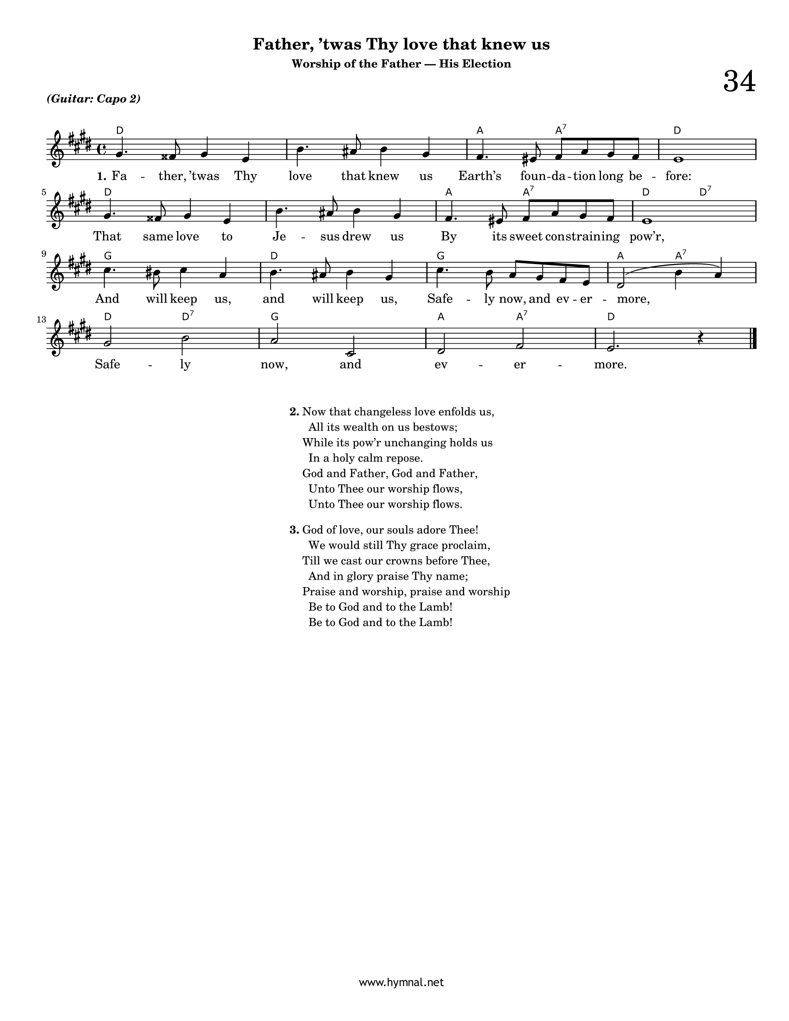 Father, ’twas Thy love that knew us
Worship of the Father — His Election
34
(Guitar: Capo 2)
D A A7 D
1. Fa - ther, ’twas Thy love that knew us Earth’s foun - da - tion long be - fore:
5 D A A7 D D7
That same love to Je - sus drew us By its sweet constraining pow’r,
9 G D G A A7
And will keep us, and will keep us, Safe - ly now, and ev - er - more,
13 D D7 G A A7 D
Safe - ly now, and ev - er - more.
2. Now that changeless love enfolds us,
All its wealth on us bestows;
While its pow’r unchanging holds us
In a holy calm repose.
God and Father, God and Father,
Unto Thee our worship flows,
Unto Thee our worship flows.
3. God of love, our souls adore Thee!
We would still Thy grace proclaim,
Till we cast our crowns before Thee,
And in glory praise Thy name;
Praise and worship, praise and worship
Be to God and to the Lamb!
Be to God and to the Lamb!
www.hymnal.net